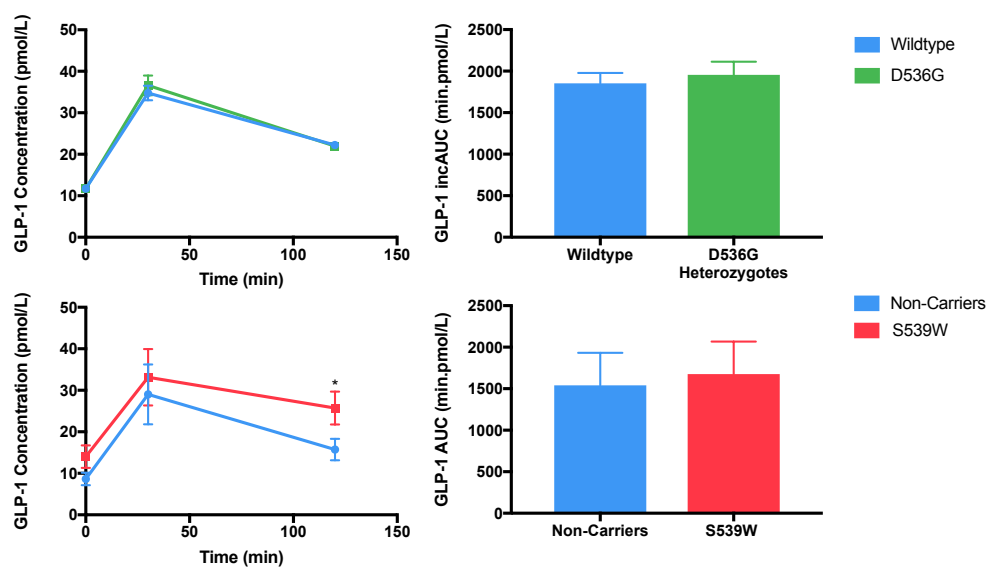 GLP-1 Concentration (pmol/L)
50
40
30
20
10
0
0 50 100 150
Time (min)
GLP-1 incAUC (min.pmol/L)
2500
2000
1500
1000
500
0
Wildtype D536G
Heterozygotes
Wildtype
D536G
GLP-1 Concentration (pmol/L)
50
40
30
20
10
0
*
0 50 100 150
Time (min)
GLP-1 AUC (min.pmol/L)
2500
2000
1500
1000
500
0
Non-Carriers S539W
Non-Carriers
S539W